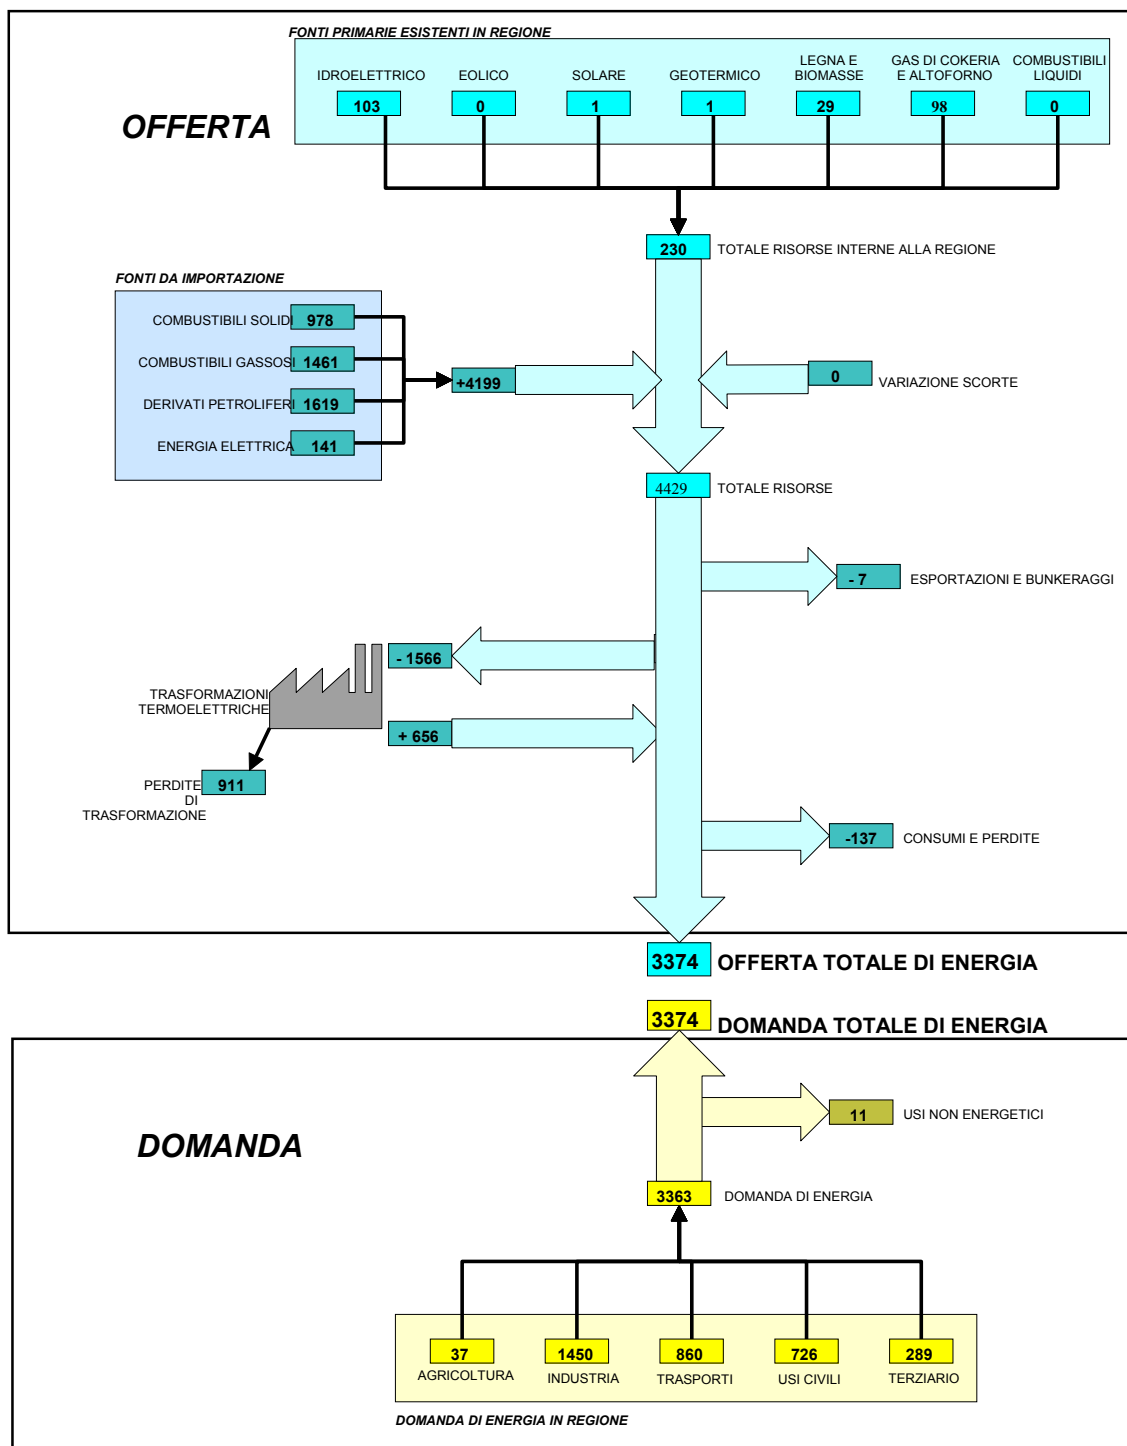 FONTI PRIMARIE ESISTENTI IN REGIONE
IDROELETTRICO
EOLICO
SOLARE
GEOTERMICO
LEGNA E
BIOMASSE
GAS DI COKERIA
E ALTOFORNO
COMBUSTIBILI
LIQUIDI
103
0
1
1
29
98
0
OFFERTA
230
TOTALE RISORSE INTERNE ALLA REGIONE
FONTI DA IMPORTAZIONE
COMBUSTIBILI SOLIDI
978
COMBUSTIBILI GASSOSI
1461
DERIVATI PETROLIFERI
1619
ENERGIA ELETTRICA
141
+4199
0
VARIAZIONE SCORTE
4429
TOTALE RISORSE
- 7
ESPORTAZIONI E BUNKERAGGI
- 1566
TRASFORMAZIONI
TERMOELETTRICHE
+ 656
911
PERDITE
DI
TRASFORMAZIONE
-137
CONSUMI E PERDITE
3374
OFFERTA TOTALE DI ENERGIA
3374
DOMANDA TOTALE DI ENERGIA
11
USI NON ENERGETICI
DOMANDA
3363
DOMANDA DI ENERGIA
37
1450
860
726
289
AGRICOLTURA
INDUSTRIA
TRASPORTI
USI CIVILI
TERZIARIO
DOMANDA DI ENERGIA IN REGIONE